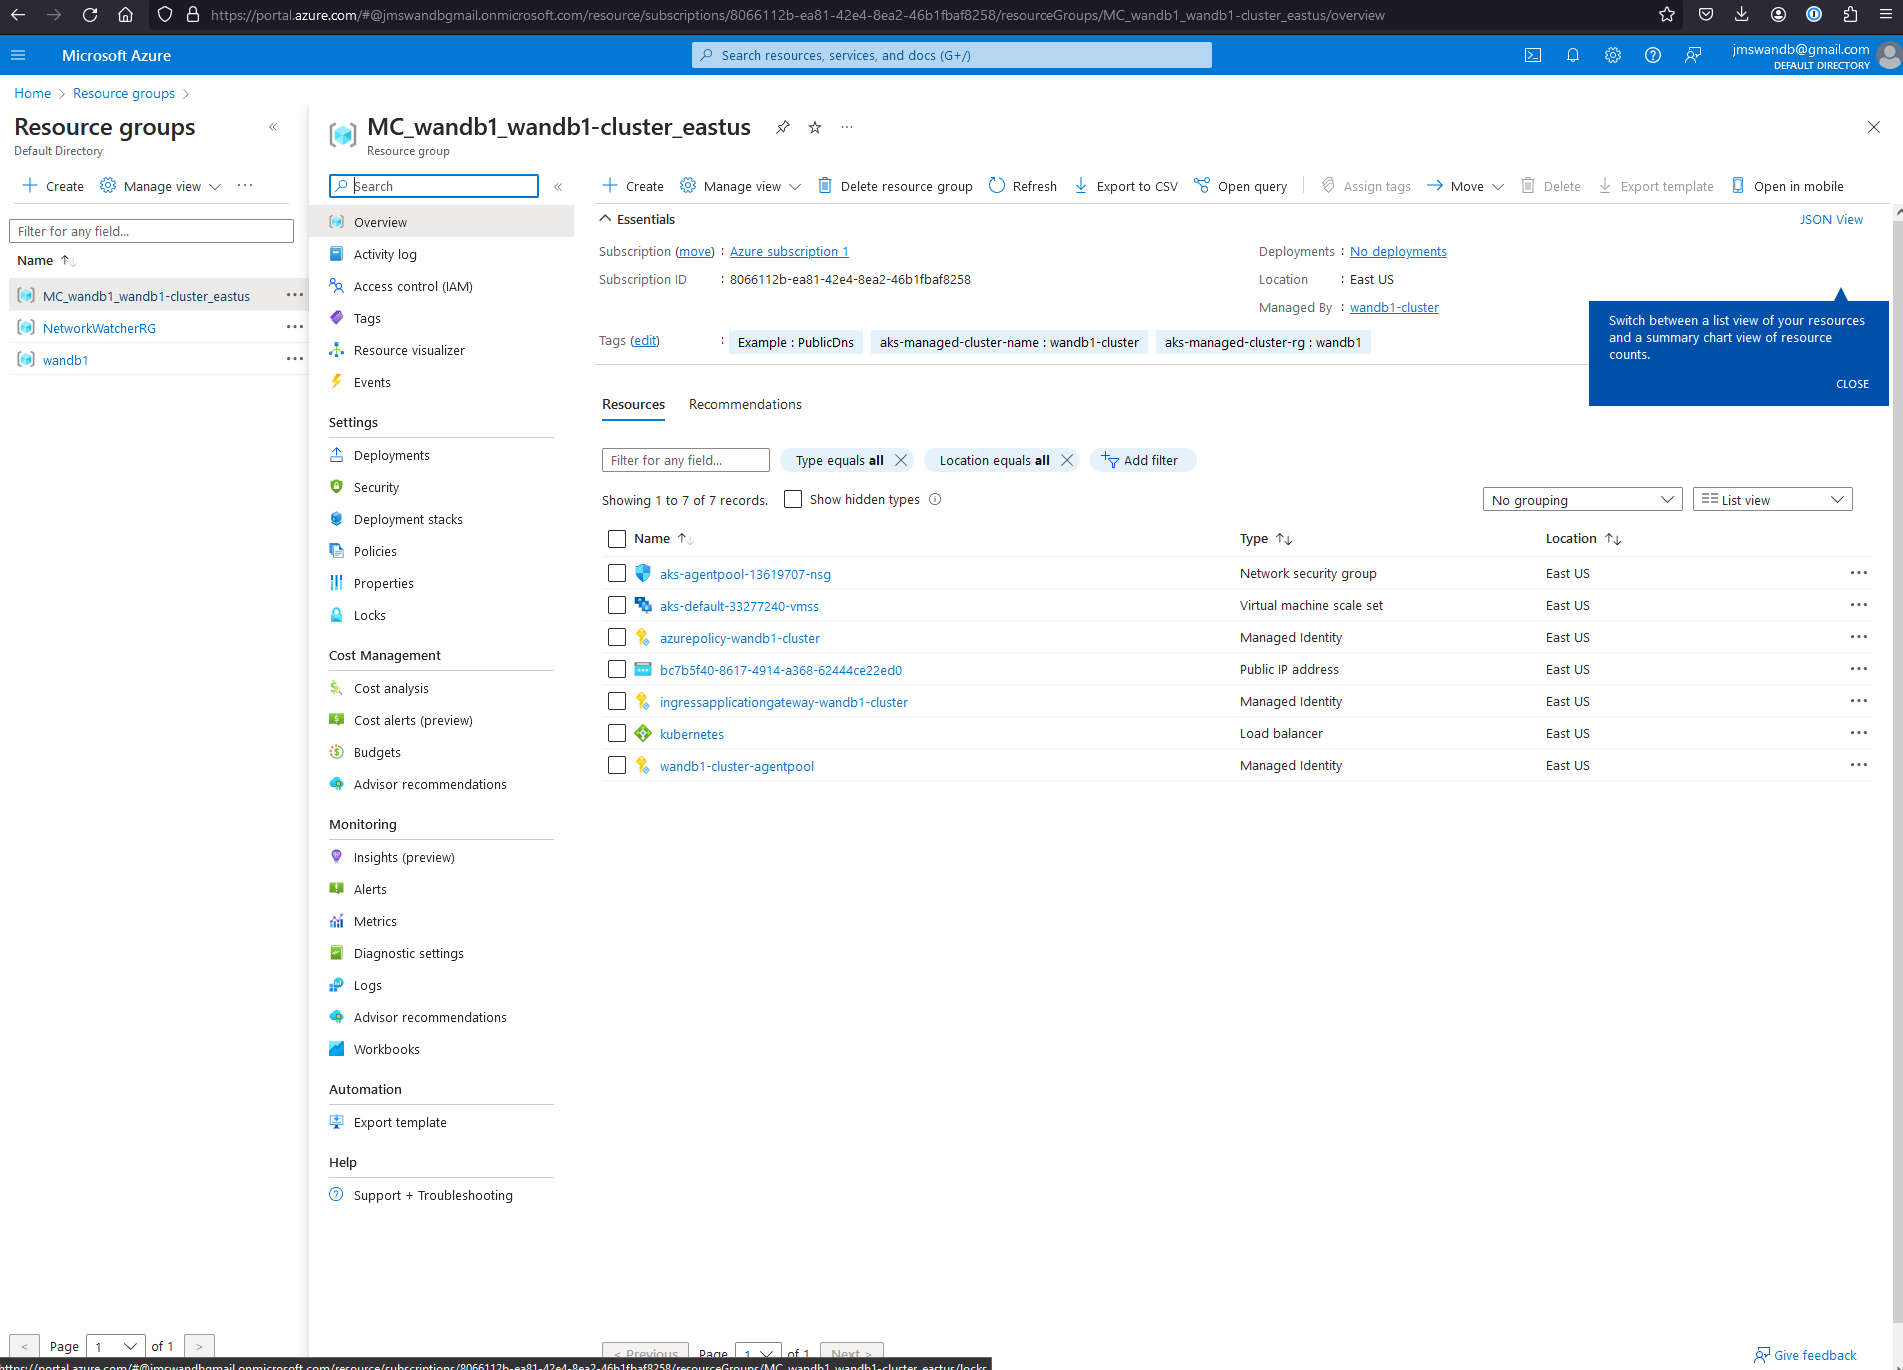 https://portal.azure.com/#@jmswandbgmail.onmicrosoft.com/resource/subscriptions/8066112b-ea81-42e4-8ea2-46b1fbaf8258/resourceGroups/MC_wandb1_wandb1-cluster_eastus/overview
Microsoft Azure
Search resources, services, and docs (G+/)
jmswandb@gmail.com
DEFAULT DIRECTORY
Home > Resource groups >
Resource groups
Default Directory
Create Manage view
Filter for any field...
Name
MC_wandb1_wandb1-cluster_eastus
NetworkWatcherRG
wandb1
< Page 1 of 1 >
MC_wandb1_wandb1-cluster_eastus
Resource group
Search
Overview
Activity log
Access control (IAM)
Tags
Resource visualizer
Events
Settings
Deployments
Security
Deployment stacks
Policies
Properties
Locks
Cost Management
Cost analysis
Cost alerts (preview)
Budgets
Advisor recommendations
Monitoring
Insights (preview)
Alerts
Metrics
Diagnostic settings
Logs
Advisor recommendations
Workbooks
Automation
Export template
Help
Support + Troubleshooting
Create Manage view Delete resource group Refresh Export to CSV Open query Assign tags Move Delete Export template Open in mobile
Essentials
JSON View
Subscription (move) : Azure subscription 1
Subscription ID : 8066112b-ea81-42e4-8ea2-46b1fbaf8258
Deployments : No deployments
Location : East US
Managed By : wandb1-cluster
Tags (edit) : Example : PublicDns aks-managed-cluster-name : wandb1-cluster aks-managed-cluster-rg : wandb1
Switch between a list view of your resources
and a summary chart view of resource
counts.
CLOSE
Resources Recommendations
Filter for any field... Type equals all Location equals all Add filter
Showing 1 to 7 of 7 records. Show hidden types
No grouping List view
Name Type Location
aks-agentpool-13619707-nsg Network security group East US
aks-default-33277240-vmss Virtual machine scale set East US
azurepolicy-wandb1-cluster Managed Identity East US
bc7b5f40-8617-4914-a368-62444ce22ed0 Public IP address East US
ingressapplicationgateway-wandb1-cluster Managed Identity East US
kubernetes Load balancer East US
wandb1-cluster-agentpool Managed Identity East US
< Previous Page 1 of 1 Next >
Give feedback
https://portal.azure.com/#@jmswandbgmail.onmicrosoft.com/resource/subscriptions/8066112b-ea81-42e4-8ea2-46b1fbaf8258/resourceGroups/MC_wandb1_wandb1-cluster_eastus/locks